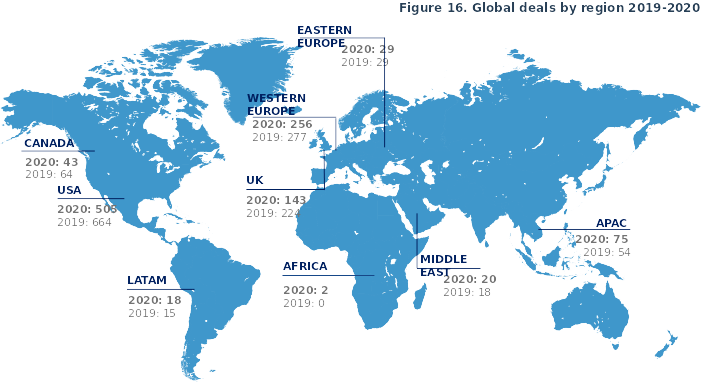 Figure 16. Global deals by region 2019-2020
EASTERN
EUROPE
2020: 29
2019: 29
WESTERN
EUROPE
2020: 256
2019: 277
CANADA
2020: 43
2019: 64
UK
2020: 143
2019: 224
USA
2020: 508
2019: 664
APAC
2020: 75
2019: 54
MIDDLE
EAST
2020: 20
2019: 18
AFRICA
2020: 2
2019: 0
LATAM
2020: 18
2019: 15